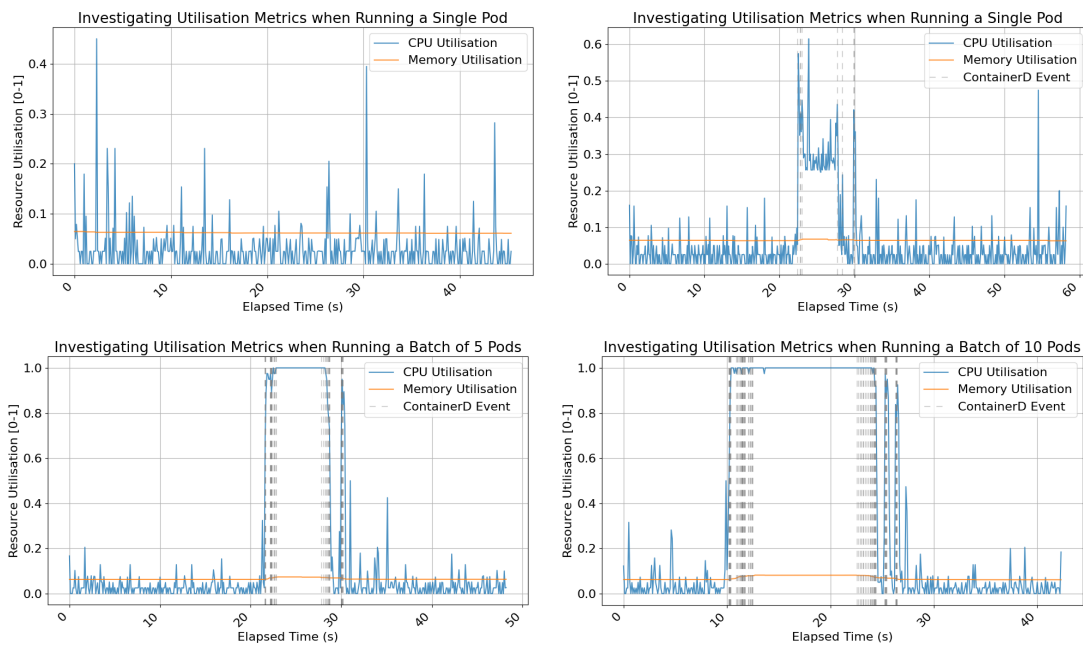 Investigating Utilisation Metrics when Running a Single Pod
CPU Utilisation
Memory Utilisation
Resource Utilisation [0-1]
0.4
0.3
0.2
0.1
0.0
0
10
20
30
40
Elapsed Time (s)
Investigating Utilisation Metrics when Running a Single Pod
CPU Utilisation
Memory Utilisation
ContainerD Event
Resource Utilisation [0-1]
0.6
0.5
0.4
0.3
0.2
0.1
0.0
0
10
20
30
40
50
60
Elapsed Time (s)
Investigating Utilisation Metrics when Running a Batch of 5 Pods
CPU Utilisation
Memory Utilisation
ContainerD Event
Resource Utilisation [0-1]
1.0
0.8
0.6
0.4
0.2
0.0
0
10
20
30
40
50
Elapsed Time (s)
Investigating Utilisation Metrics when Running a Batch of 10 Pods
CPU Utilisation
Memory Utilisation
ContainerD Event
Resource Utilisation [0-1]
1.0
0.8
0.6
0.4
0.2
0.0
0
10
20
30
40
Elapsed Time (s)